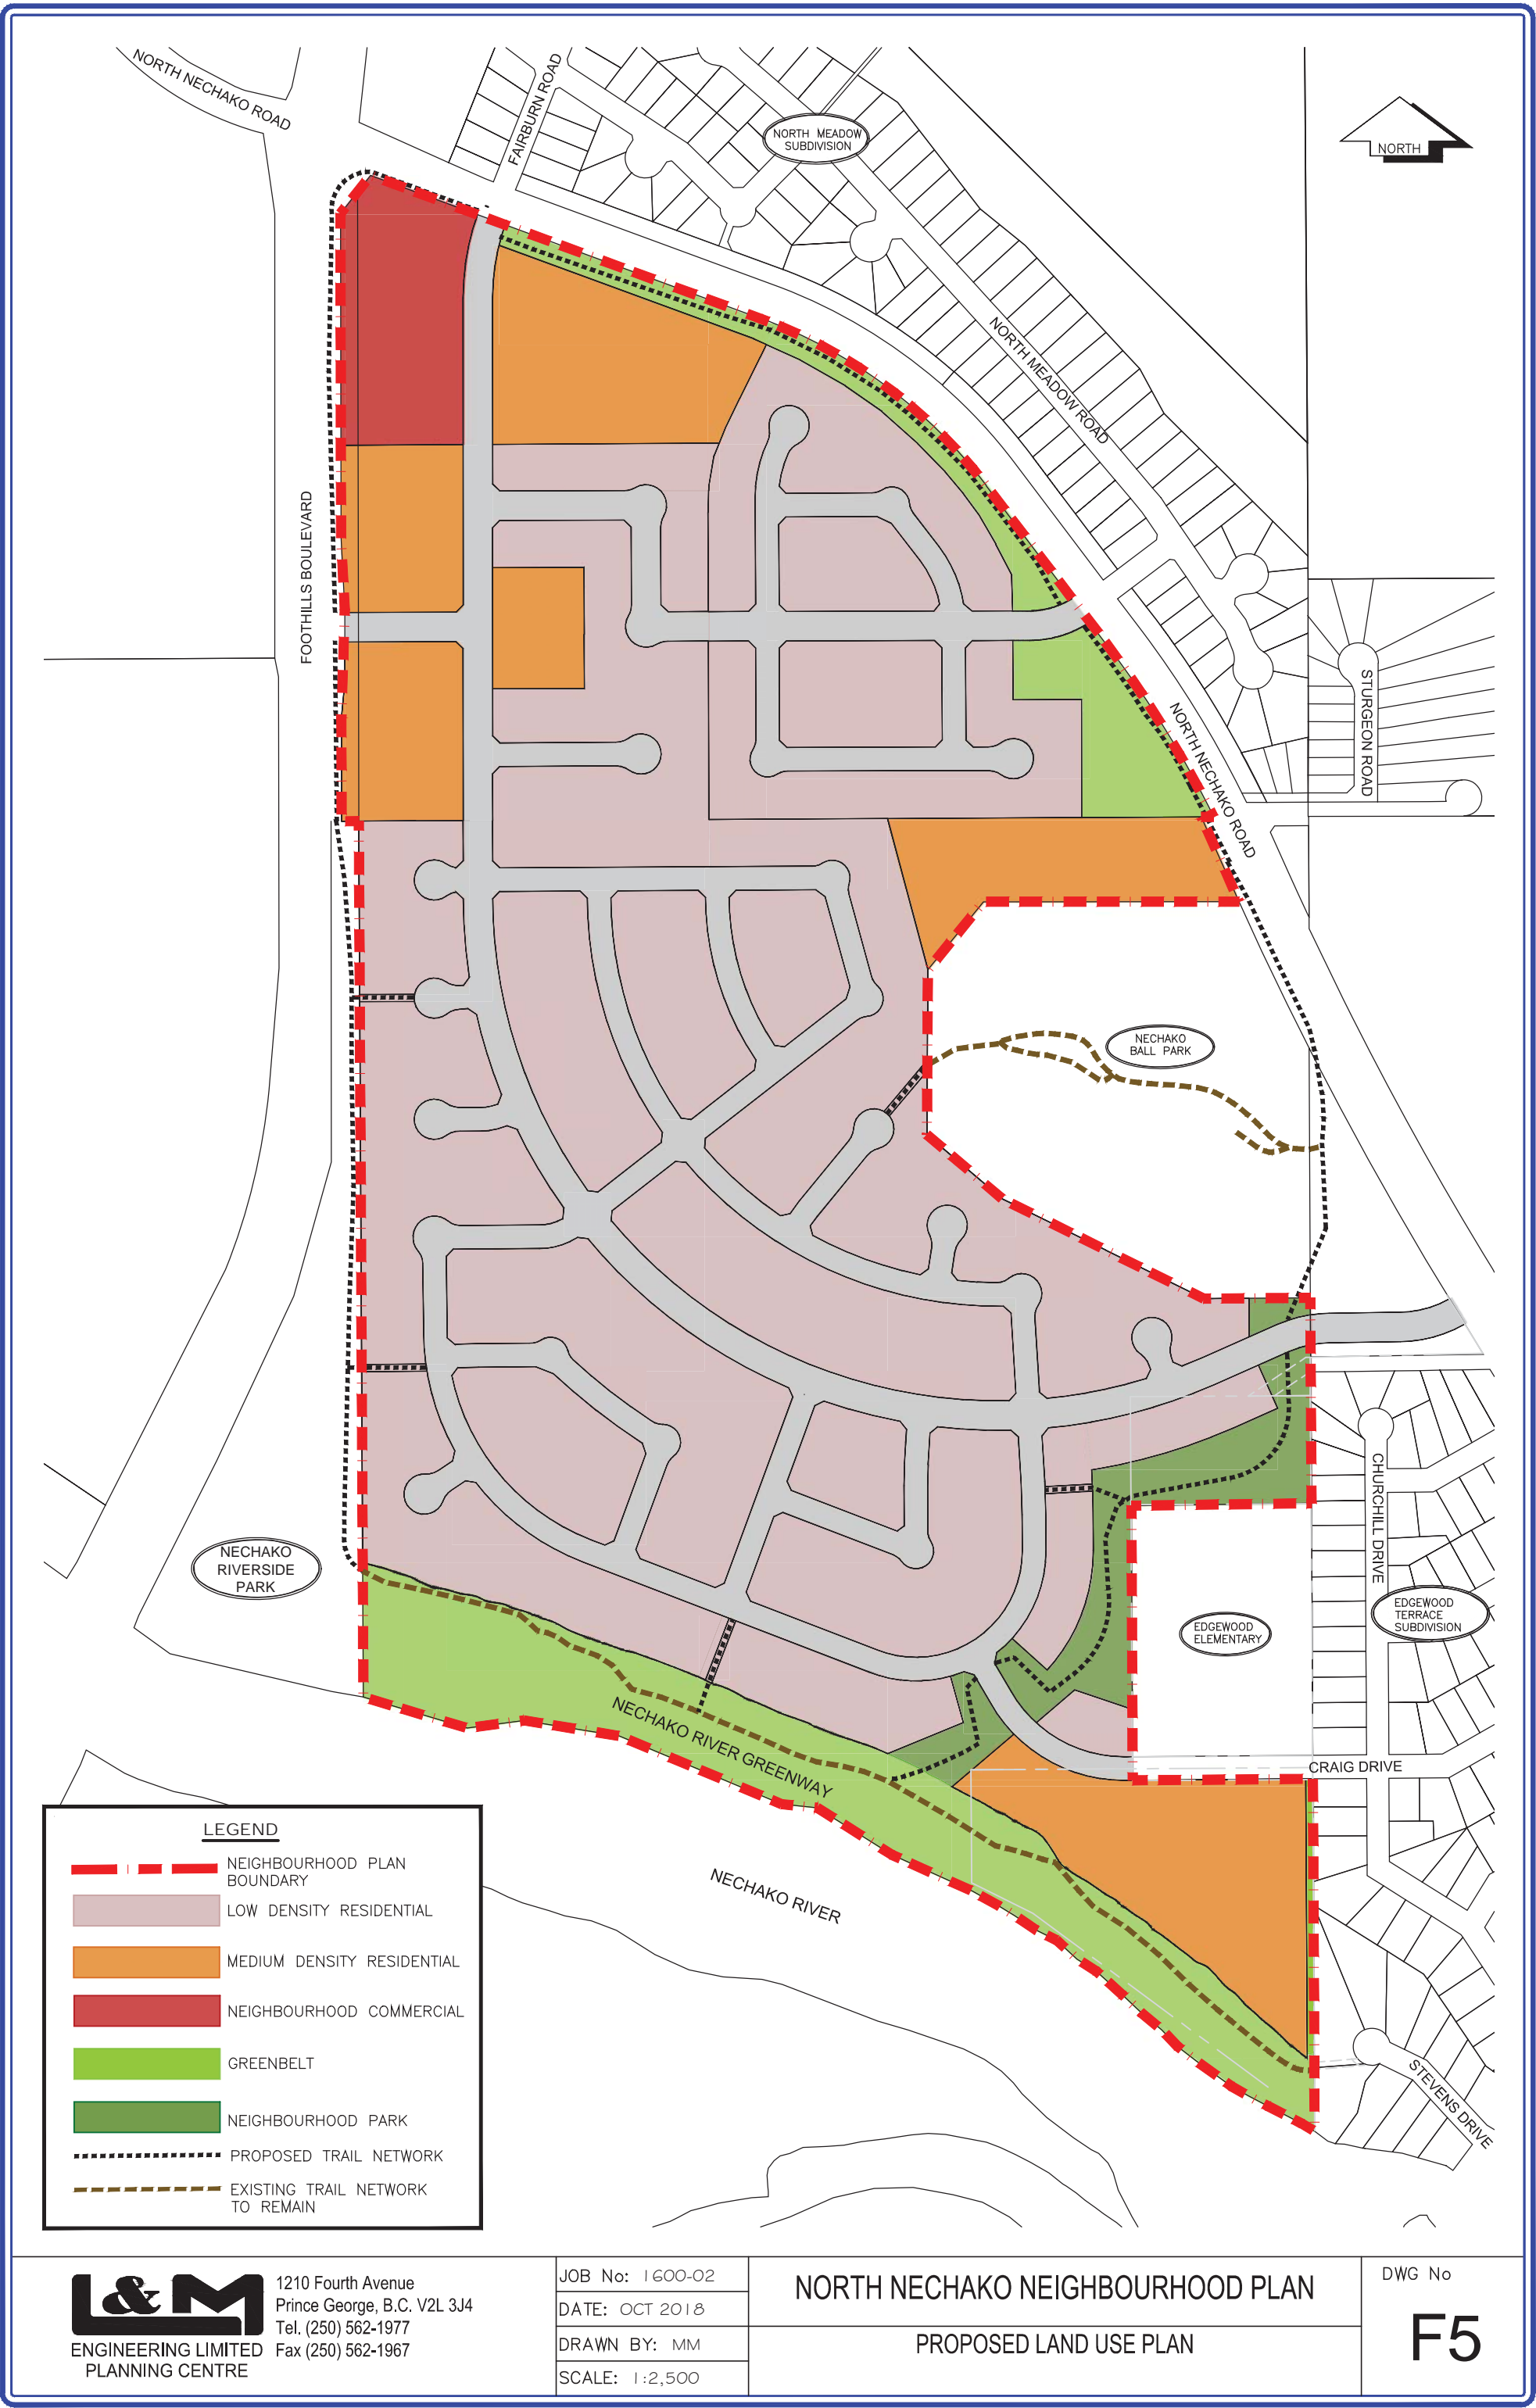 NORTH NECHAKO ROAD
FAIRBURN ROAD
NORTH MEADOW
SUBDIVISION
NORTH
NORTH MEADOW ROAD
FOOTHILLS BOULEVARD
STURGEON ROAD
NORTH NECHAKO ROAD
NECHAKO
BALL PARK
CHURCHILL DRIVE
NECHAKO
RIVERSIDE
PARK
EDGEWOOD
TERRACE
SUBDIVISION
EDGEWOOD
ELEMENTARY
NECHAKO RIVER GREENWAY
CRAIG DRIVE
NECHAKO RIVER
STEVENS DRIVE
LEGEND
NEIGHBOURHOOD PLAN
BOUNDARY
LOW DENSITY RESIDENTIAL
MEDIUM DENSITY RESIDENTIAL
NEIGHBOURHOOD COMMERCIAL
GREENBELT
NEIGHBOURHOOD PARK
PROPOSED TRAIL NETWORK
EXISTING TRAIL NETWORK
TO REMAIN
L&M
ENGINEERING LIMITED
PLANNING CENTRE
1210 Fourth Avenue
Prince George, B.C. V2L 3J4
Tel. (250) 562-1977
Fax (250) 562-1967
JOB No: 1600-02
DATE: OCT 2018
DRAWN BY: MM
SCALE: 1:2,500
NORTH NECHAKO NEIGHBOURHOOD PLAN
PROPOSED LAND USE PLAN
DWG No
F5